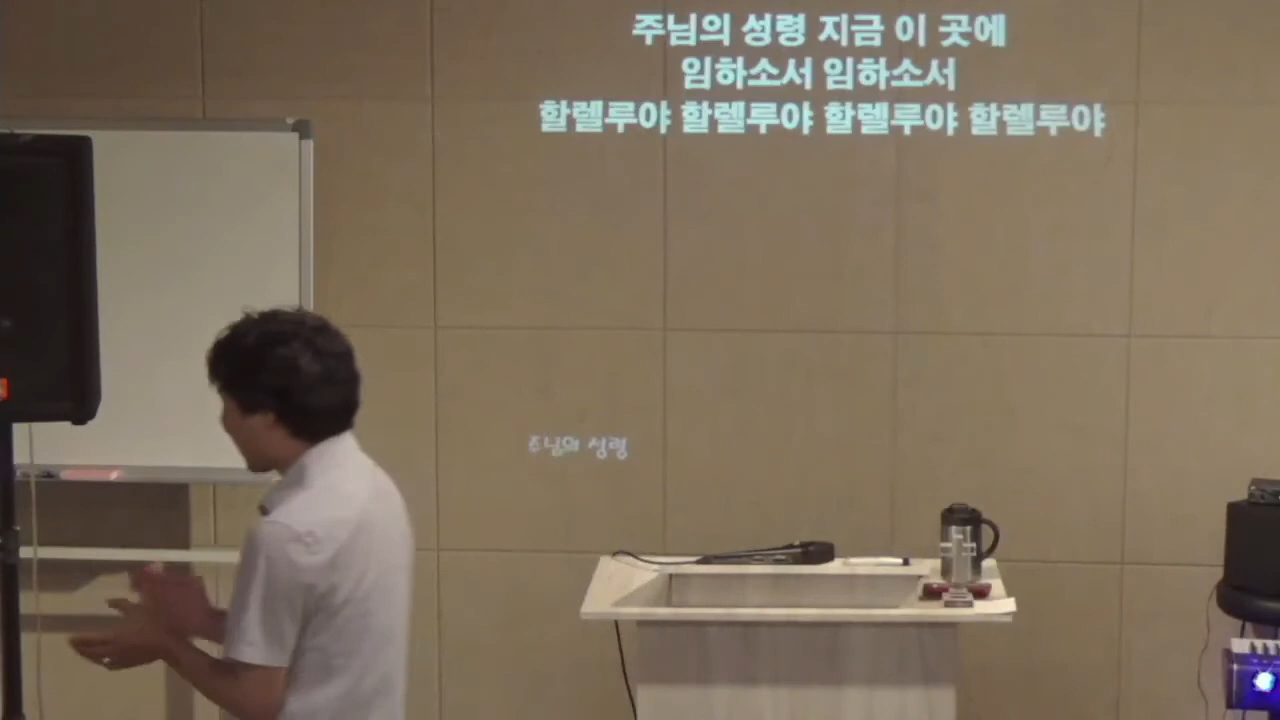 주님의 성령 지금 이 곳에
임하소서 임하소서
할렐루야 할렐루야 할렐루야 할렐루야
주님의 성령